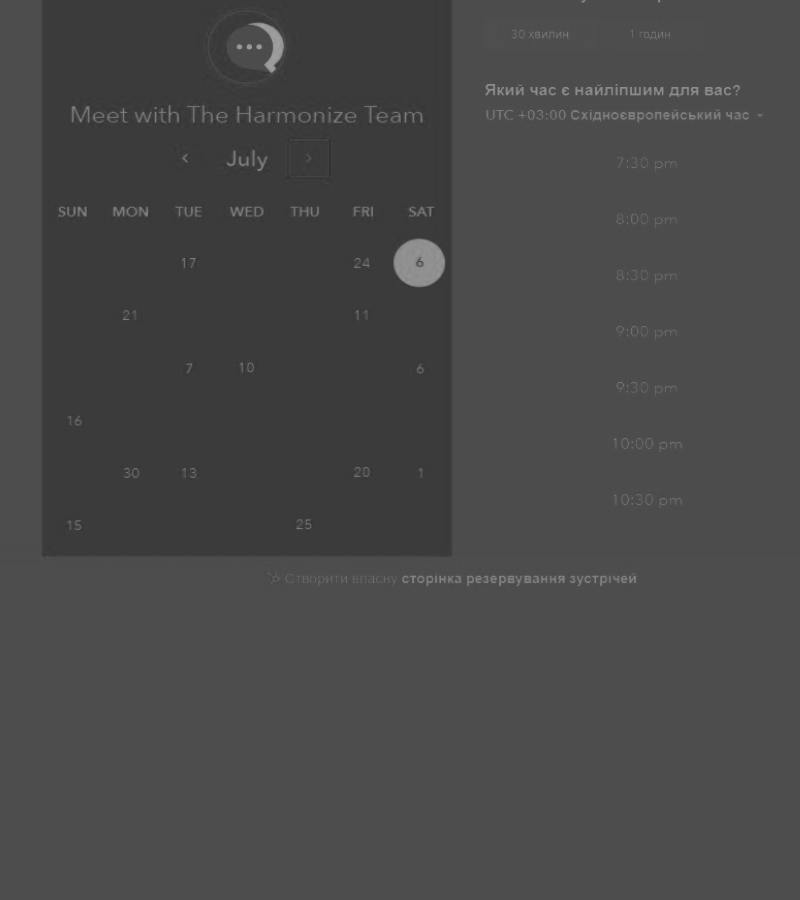 30 хвилин 1 годин
Meet with The Harmonize Team
July
SUN MON TUE WED THU FRI SAT
17 24 6
21 11
7 10 6
16
30 13 20 1
15 25
Який час є найліпшим для вас?
UTC +03:00 Східноєвропейський час
7:30 pm
8:00 pm
8:30 pm
9:00 pm
9:30 pm
10:00 pm
10:30 pm
Створити власну сторінка резервування зустрічей